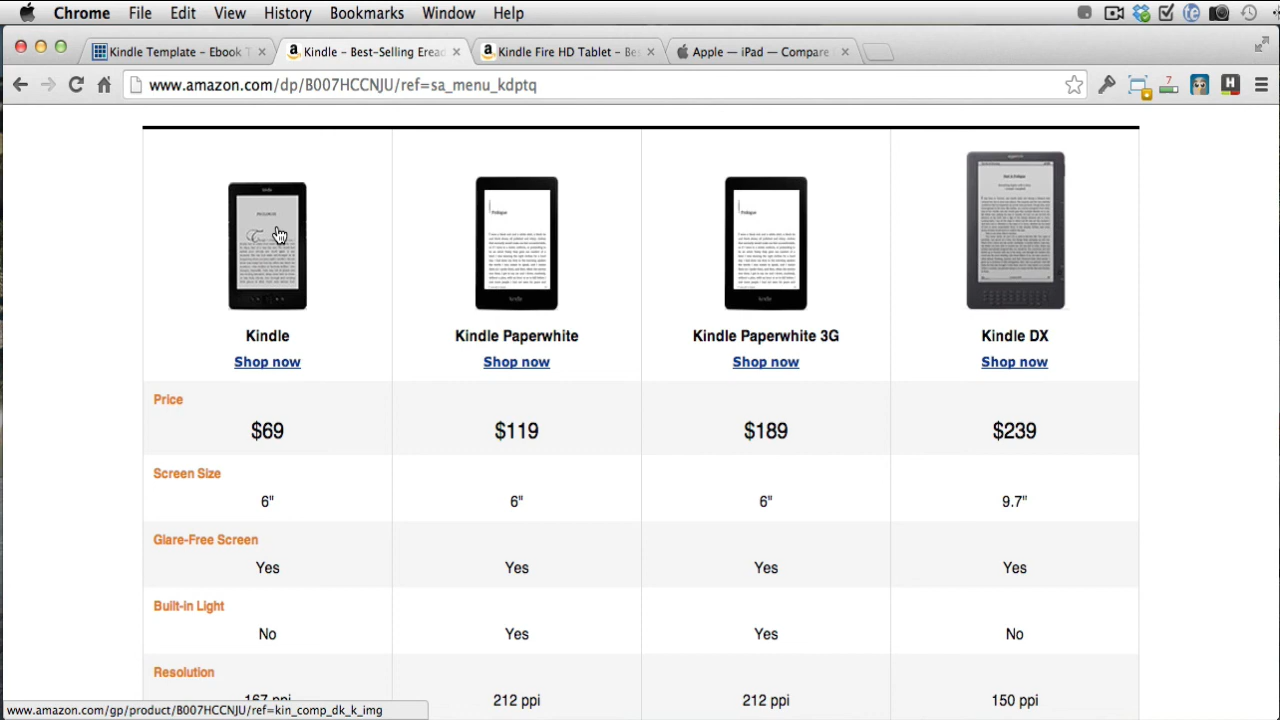 Chrome File Edit View History Bookmarks Window Help
Kindle Template – Ebook T
Kindle – Best-Selling Eread
Kindle Fire HD Tablet – Bes
Apple — iPad — Compare
www.amazon.com/dp/B007HCCNJU/ref=sa_menu_kdptq
7
H
Kindle Kindle Paperwhite Kindle Paperwhite 3G Kindle DX
Shop now Shop now Shop now Shop now
Price
$69 $119 $189 $239
Screen Size
6" 6" 6" 9.7"
Glare-Free Screen
Yes Yes Yes Yes
Built-in Light
No Yes Yes No
Resolution
167 ppi 212 ppi 212 ppi 150 ppi
www.amazon.com/gp/product/B007HCCNJU/ref=kin_comp_dk_k_img